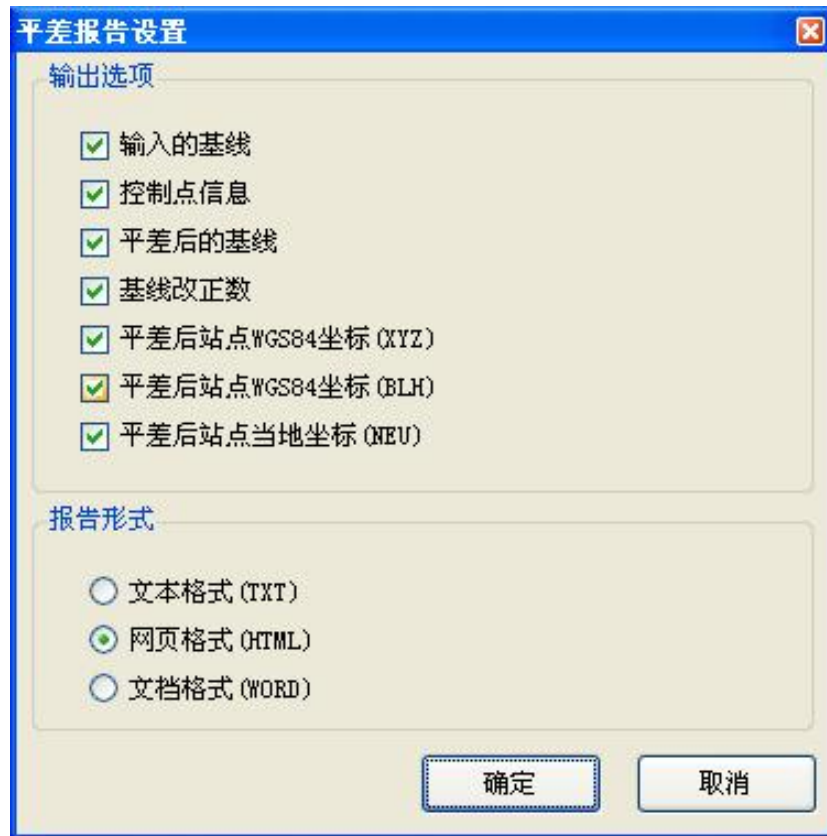 平差报告设置
输出选项
输入的基线
控制点信息
平差后的基线
基线改正数
平差后站点WGS84坐标(XYZ)
平差后站点WGS84坐标(BLH)
平差后站点当地坐标(NEU)
报告形式
文本格式(TXT)
网页格式(HTML)
文档格式(WORD)
确定 取消